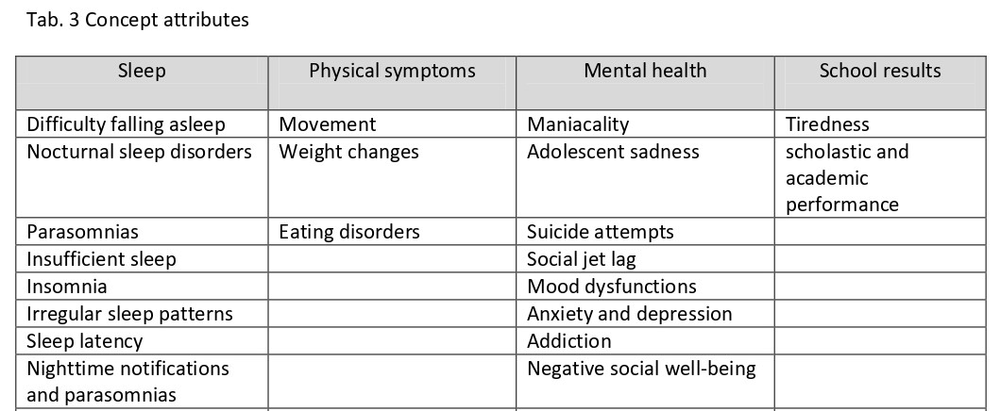 Tab. 3 Concept attributes
Sleep Physical symptoms Mental health School results
Difficulty falling asleep Movement Maniacality Tiredness
Nocturnal sleep disorders Weight changes Adolescent sadness scholastic and
academic
performance
Parasomnias Eating disorders Suicide attempts
Insufficient sleep Social jet lag
Insomnia Mood dysfunctions
Irregular sleep patterns Anxiety and depression
Sleep latency Addiction
Nighttime notifications Negative social well-being
and parasomnias